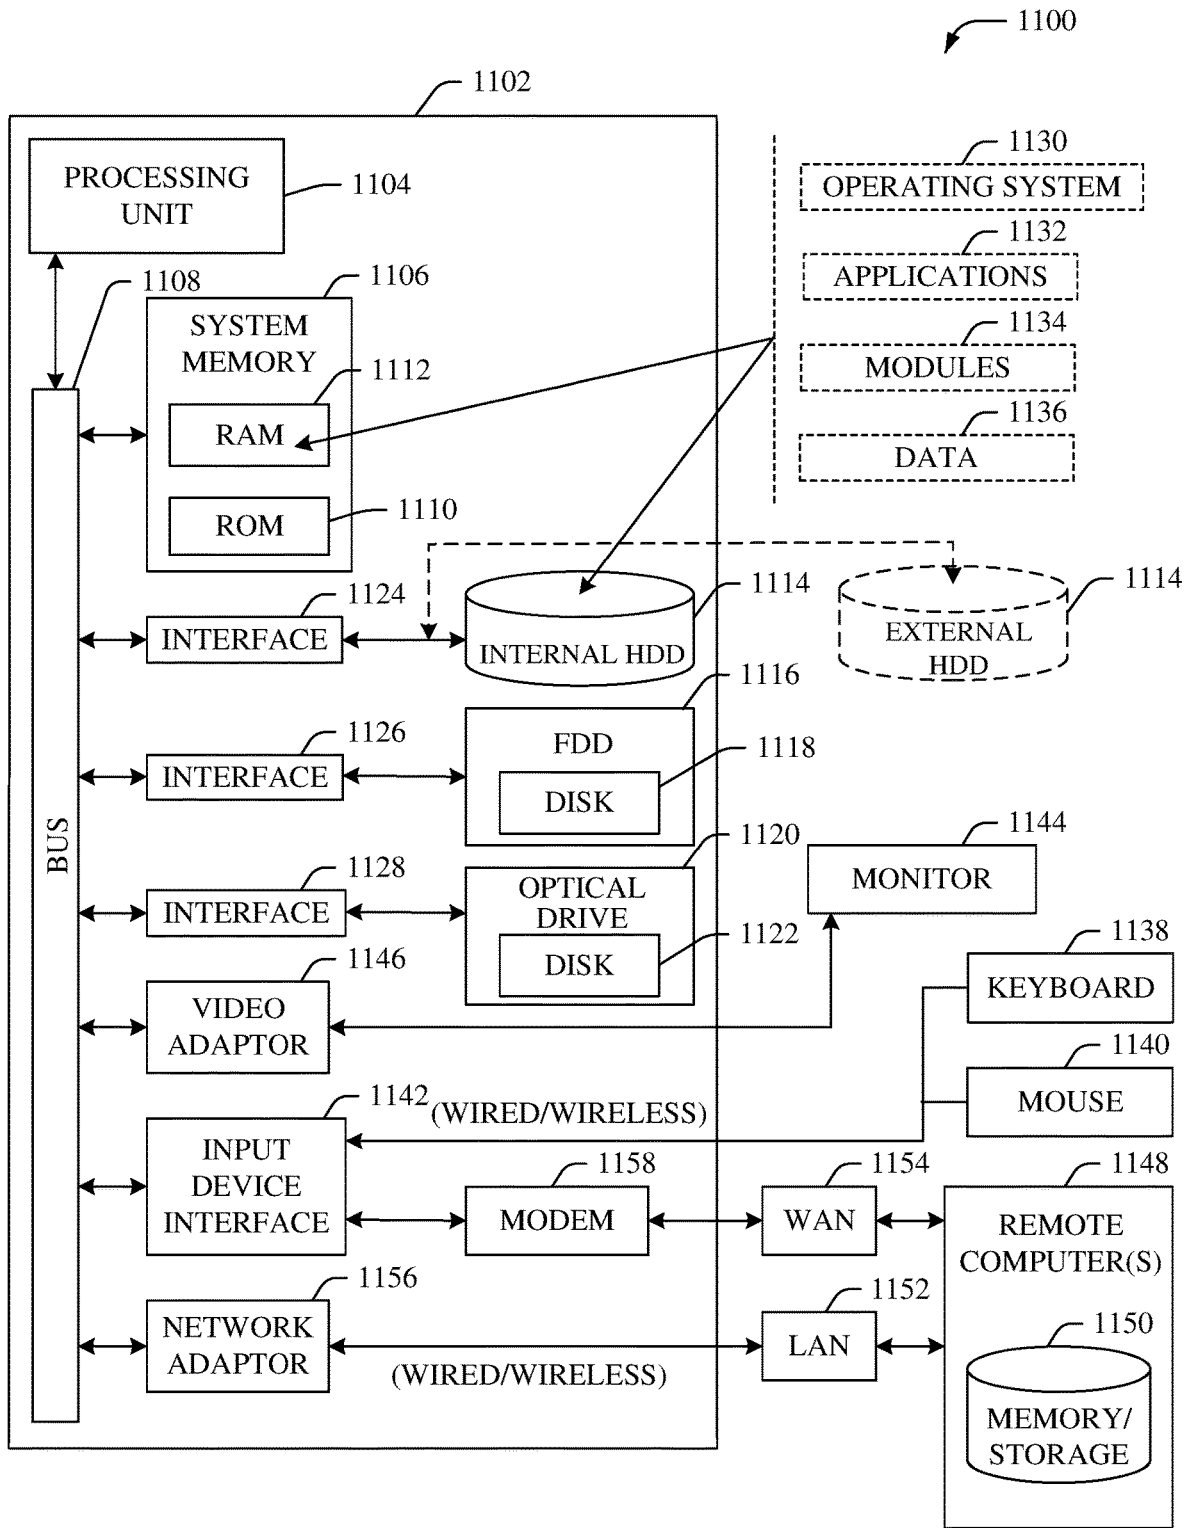 1100
1102
PROCESSING
UNIT
1104
1130
OPERATING SYSTEM
1132
APPLICATIONS
1134
MODULES
1136
DATA
1108
1106
SYSTEM
MEMORY
1112
RAM
ROM
1110
1124
INTERFACE
INTERNAL HDD
1114
EXTERNAL
HDD
1114
1126
INTERFACE
1116
FDD
1118
DISK
BUS
1128
INTERFACE
1120
OPTICAL
DRIVE
1122
DISK
1144
MONITOR
1146
VIDEO
ADAPTOR
1138
KEYBOARD
1140
MOUSE
1142
(WIRED/WIRELESS)
INPUT
DEVICE
INTERFACE
1158
MODEM
1154
WAN
1148
REMOTE
COMPUTER(S)
1156
NETWORK
ADAPTOR
(WIRED/WIRELESS)
1152
LAN
1150
MEMORY/
STORAGE